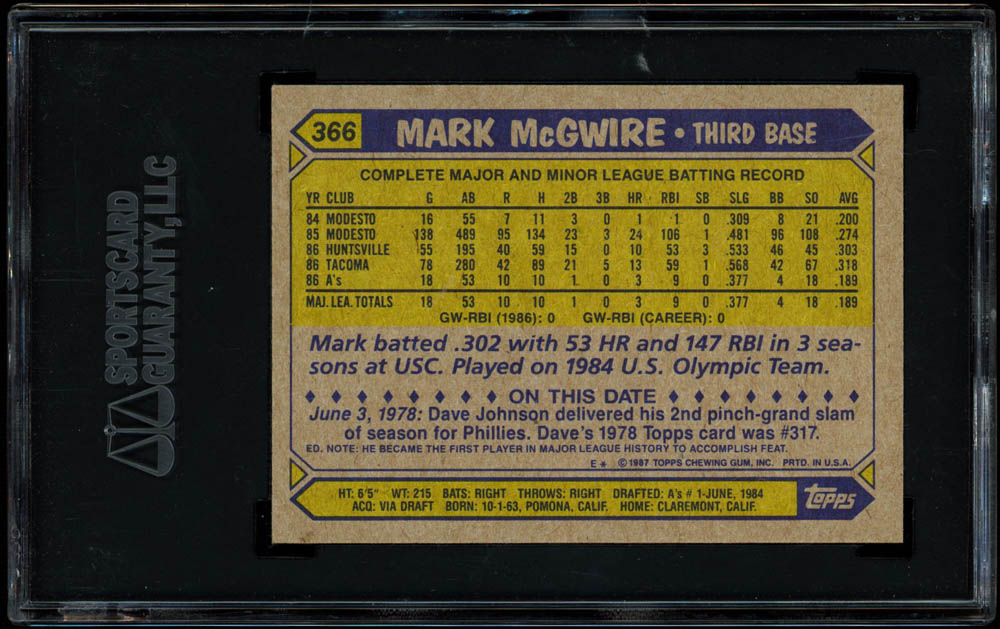 SPORTSCARD
GUARANTY, LLC
366 MARK McGWIRE • THIRD BASE
COMPLETE MAJOR AND MINOR LEAGUE BATTING RECORD
YR CLUB G AB R H 2B 3B HR RBI SB SLG BB SO AVG
84 MODESTO 16 55 7 11 3 0 1 1 0 .309 8 21 .200
85 MODESTO 138 489 95 134 23 3 24 106 1 .481 96 108 .274
86 HUNTSVILLE 55 195 40 59 15 0 10 53 3 .533 46 45 .303
86 TACOMA 78 280 42 89 21 5 13 59 1 .568 42 67 .318
86 A's 18 53 10 10 1 0 3 9 0 .377 4 18 .189
MAJ. LEA. TOTALS 18 53 10 10 1 0 3 9 0 .377 4 18 .189
GW-RBI (1986): 0 GW-RBI (CAREER): 0
Mark batted .302 with 53 HR and 147 RBI in 3 sea-
sons at USC. Played on 1984 U.S. Olympic Team.
♦ ♦ ♦ ♦ ♦ ♦ ♦ ♦ ON THIS DATE ♦ ♦ ♦ ♦ ♦ ♦ ♦ ♦
June 3, 1978: Dave Johnson delivered his 2nd pinch-grand slam
of season for Phillies. Dave's 1978 Topps card was #317.
ED. NOTE: HE BECAME THE FIRST PLAYER IN MAJOR LEAGUE HISTORY TO ACCOMPLISH FEAT.
E * © 1987 TOPPS CHEWING GUM, INC. PRTD. IN U.S.A.
HT: 6'5" WT: 215 BATS: RIGHT THROWS: RIGHT DRAFTED: A's # 1-JUNE, 1984
ACQ: VIA DRAFT BORN: 10-1-63, POMONA, CALIF. HOME: CLAREMONT, CALIF.
topps